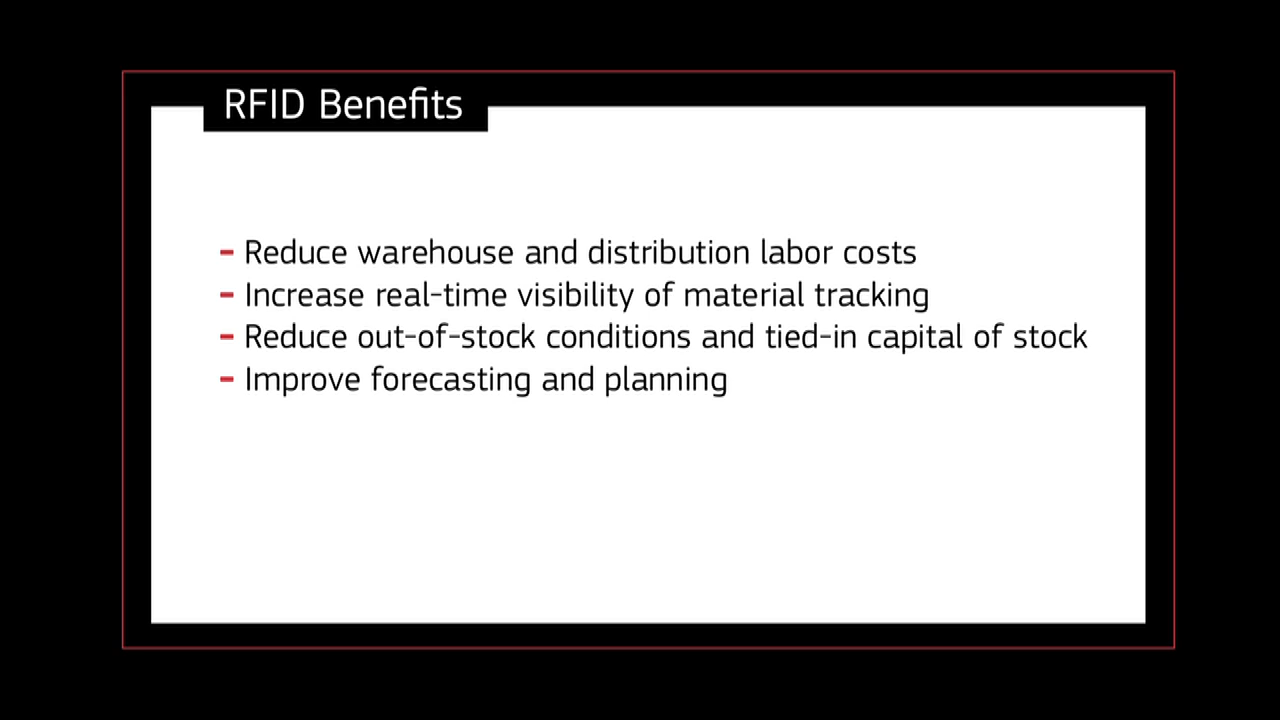 RFID Benefits
- Reduce warehouse and distribution labor costs
- Increase real-time visibility of material tracking
- Reduce out-of-stock conditions and tied-in capital of stock
- Improve forecasting and planning